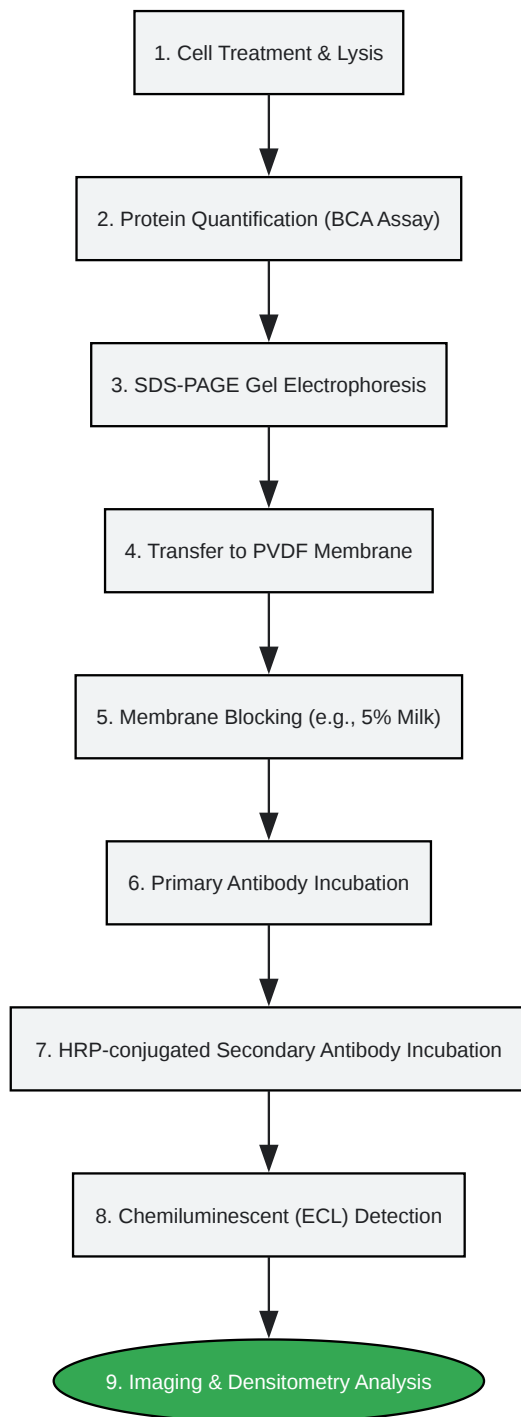 1. Cell Treatment & Lysis
2. Protein Quantification (BCA Assay)
3. SDS-PAGE Gel Electrophoresis
4. Transfer to PVDF Membrane
5. Membrane Blocking (e.g., 5% Milk)
6. Primary Antibody Incubation
7. HRP-conjugated Secondary Antibody Incubation
8. Chemiluminescent (ECL) Detection
9. Imaging & Densitometry Analysis